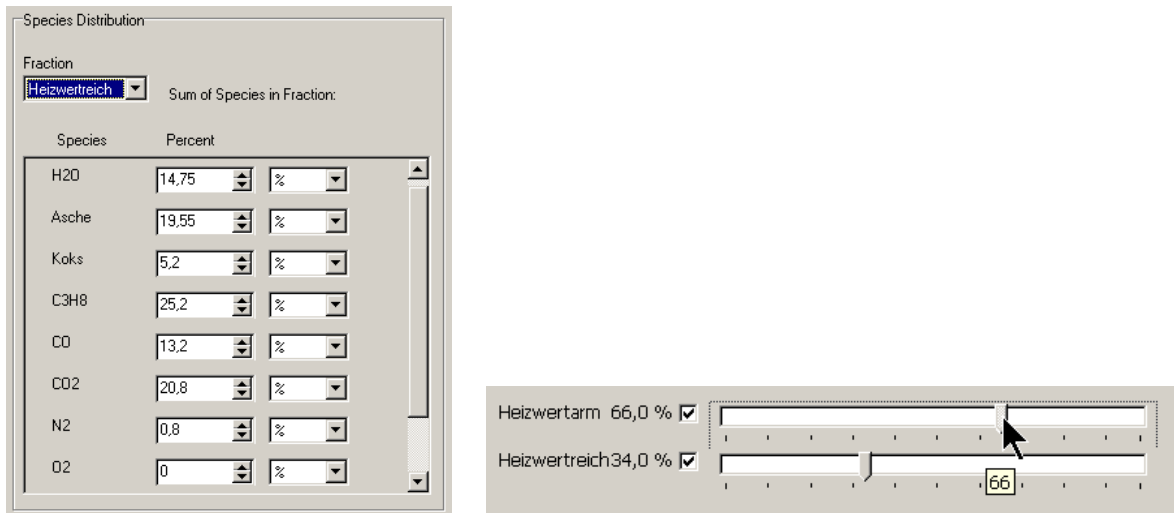 Species Distribution
Fraction
Heizwertreich
Sum of Species in Fraction:
Species Percent
H2O 14,75 %
Asche 19,55 %
Koks 5,2 %
C3H8 25,2 %
CO 13,2 %
CO2 20,8 %
N2 0,8 %
O2 0 %
Heizwertarm 66,0 %
Heizwertreich 34,0 %
66